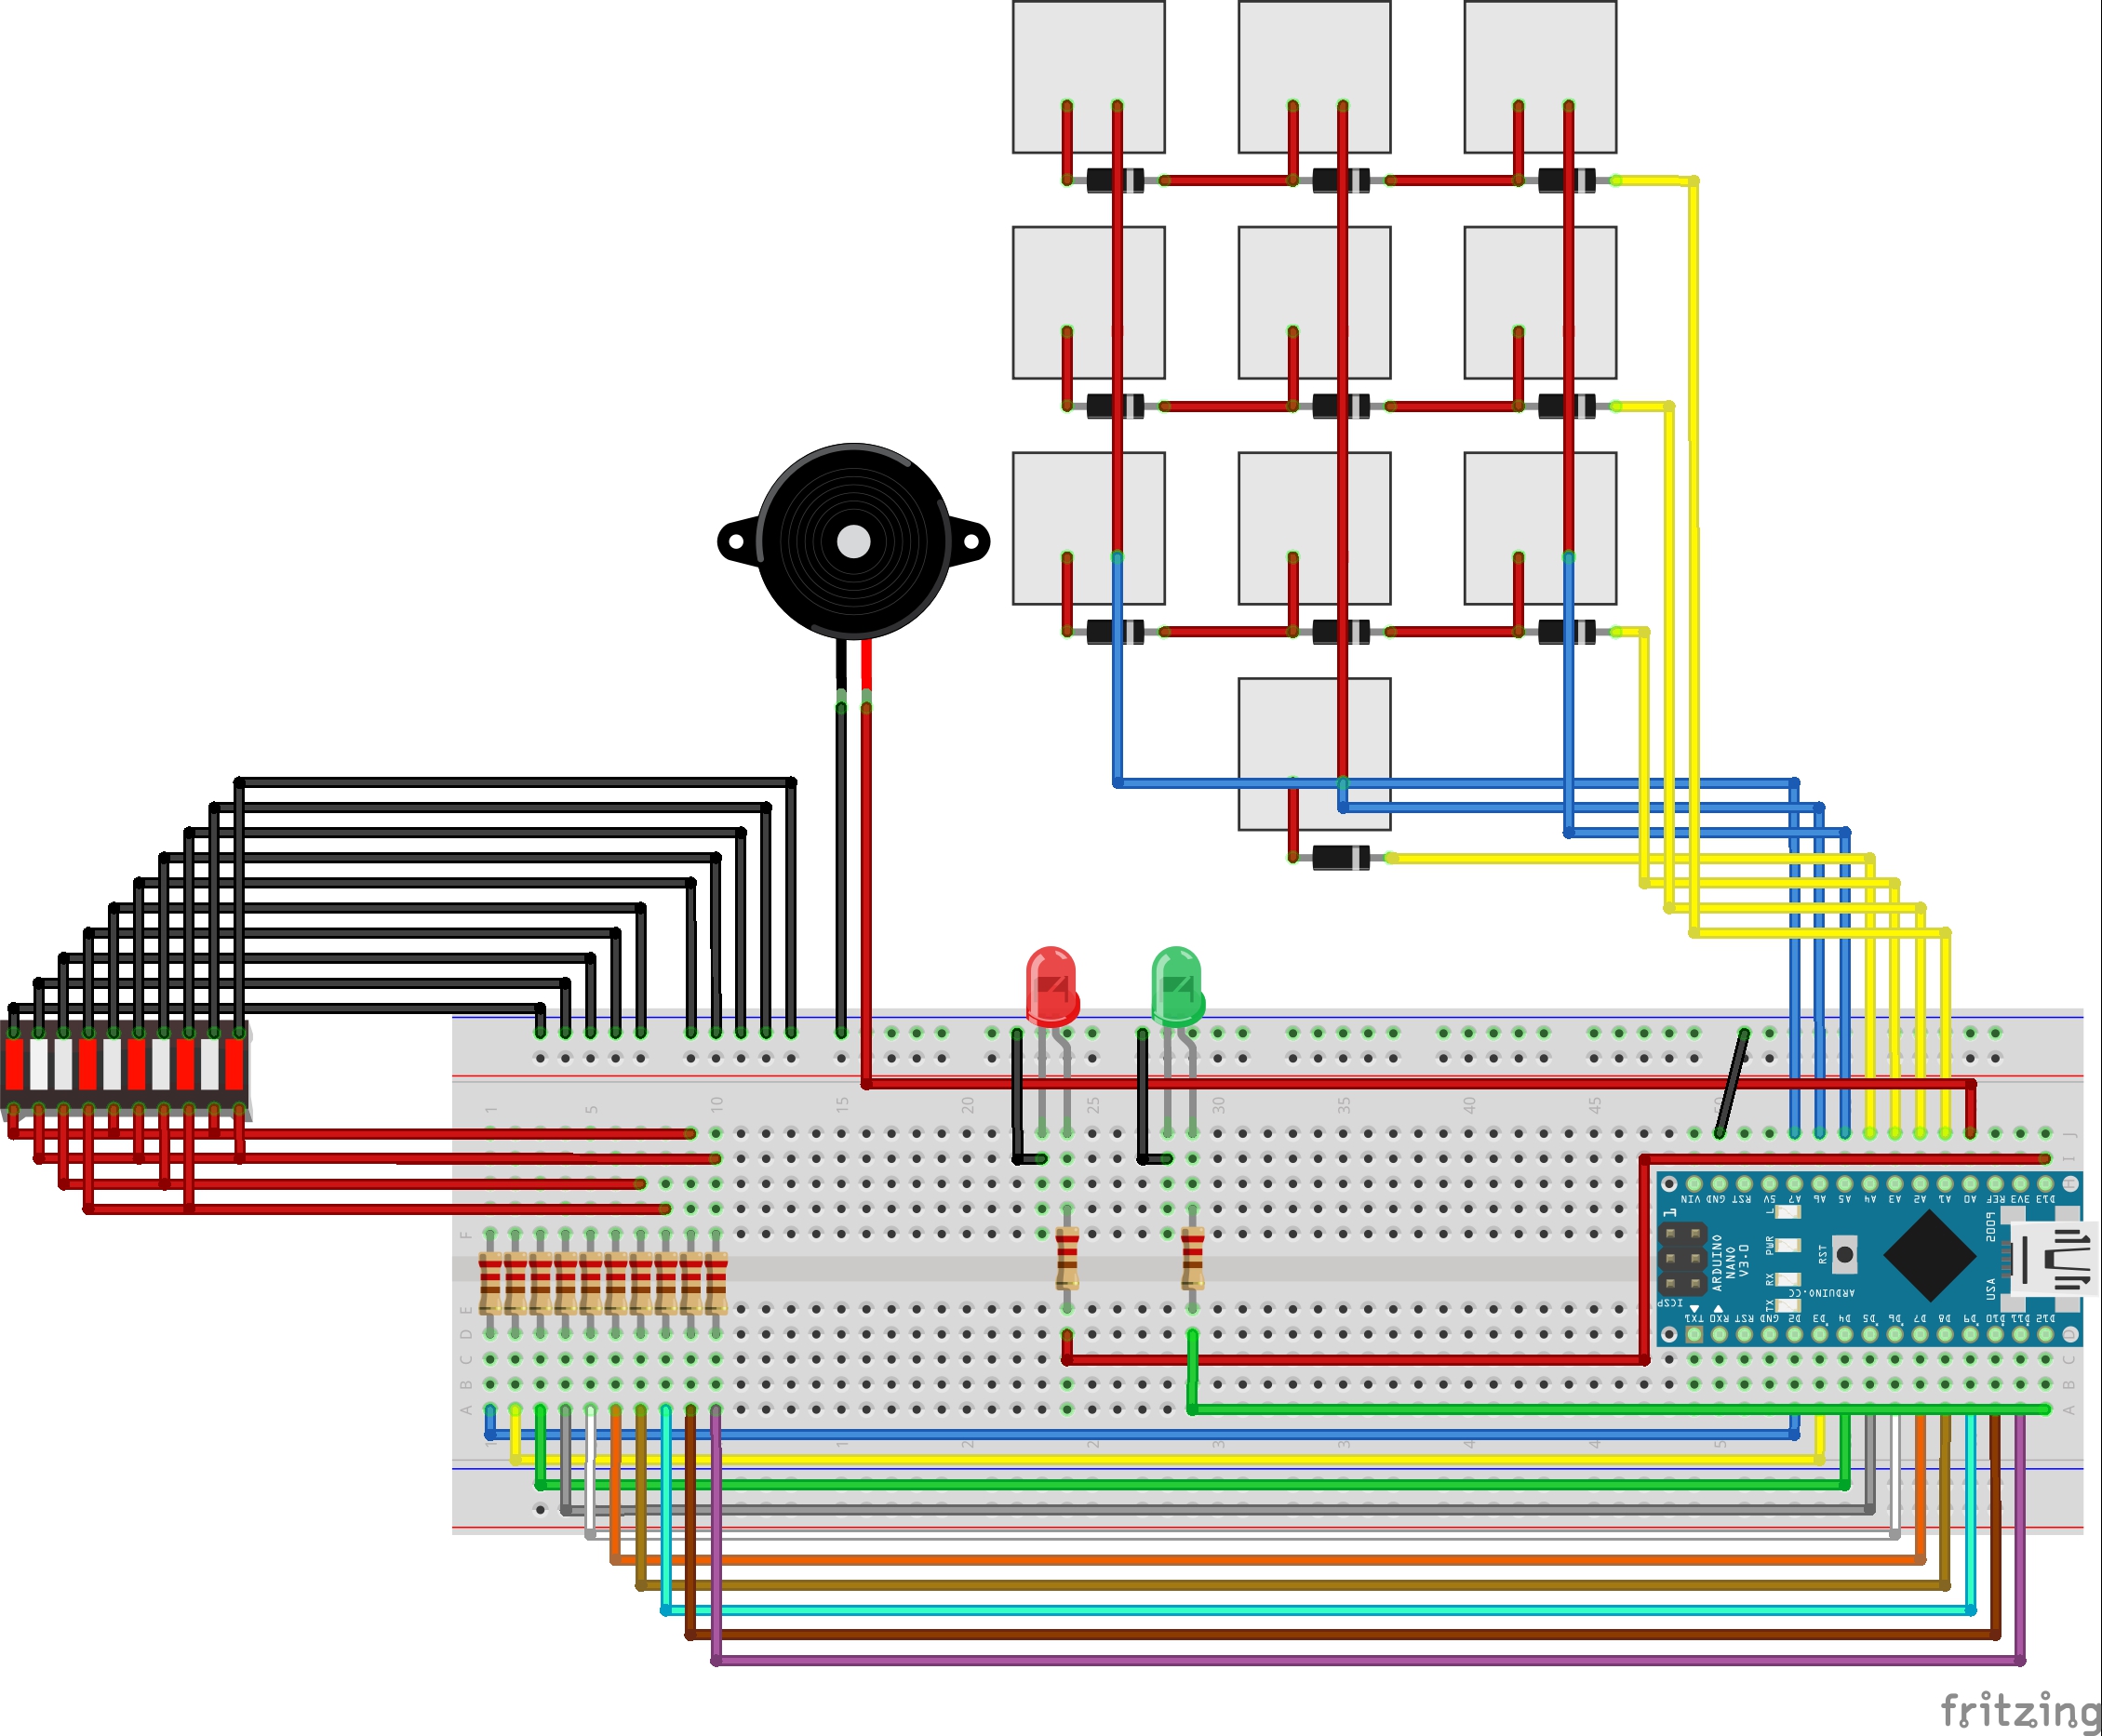 1 5 10 15 20 25 30 35 40 45 50
J
I
H
F
VIN GND RST 5V A7 A6 A5 A4 A3 A2 A1 A0 REF 3V3 D13
1
L
PWR
RX
TX
RST
ARDUINO
NANO
V3.0
ARDUINO.CC
ICSP
USA
TX1 RX0 RST GND D2 D3 D4 D5 D6 D7 D8 D9 D10 D11 D12
E
D
C
B
A
1 1 2 2 3 3 4 4 5
fritzing